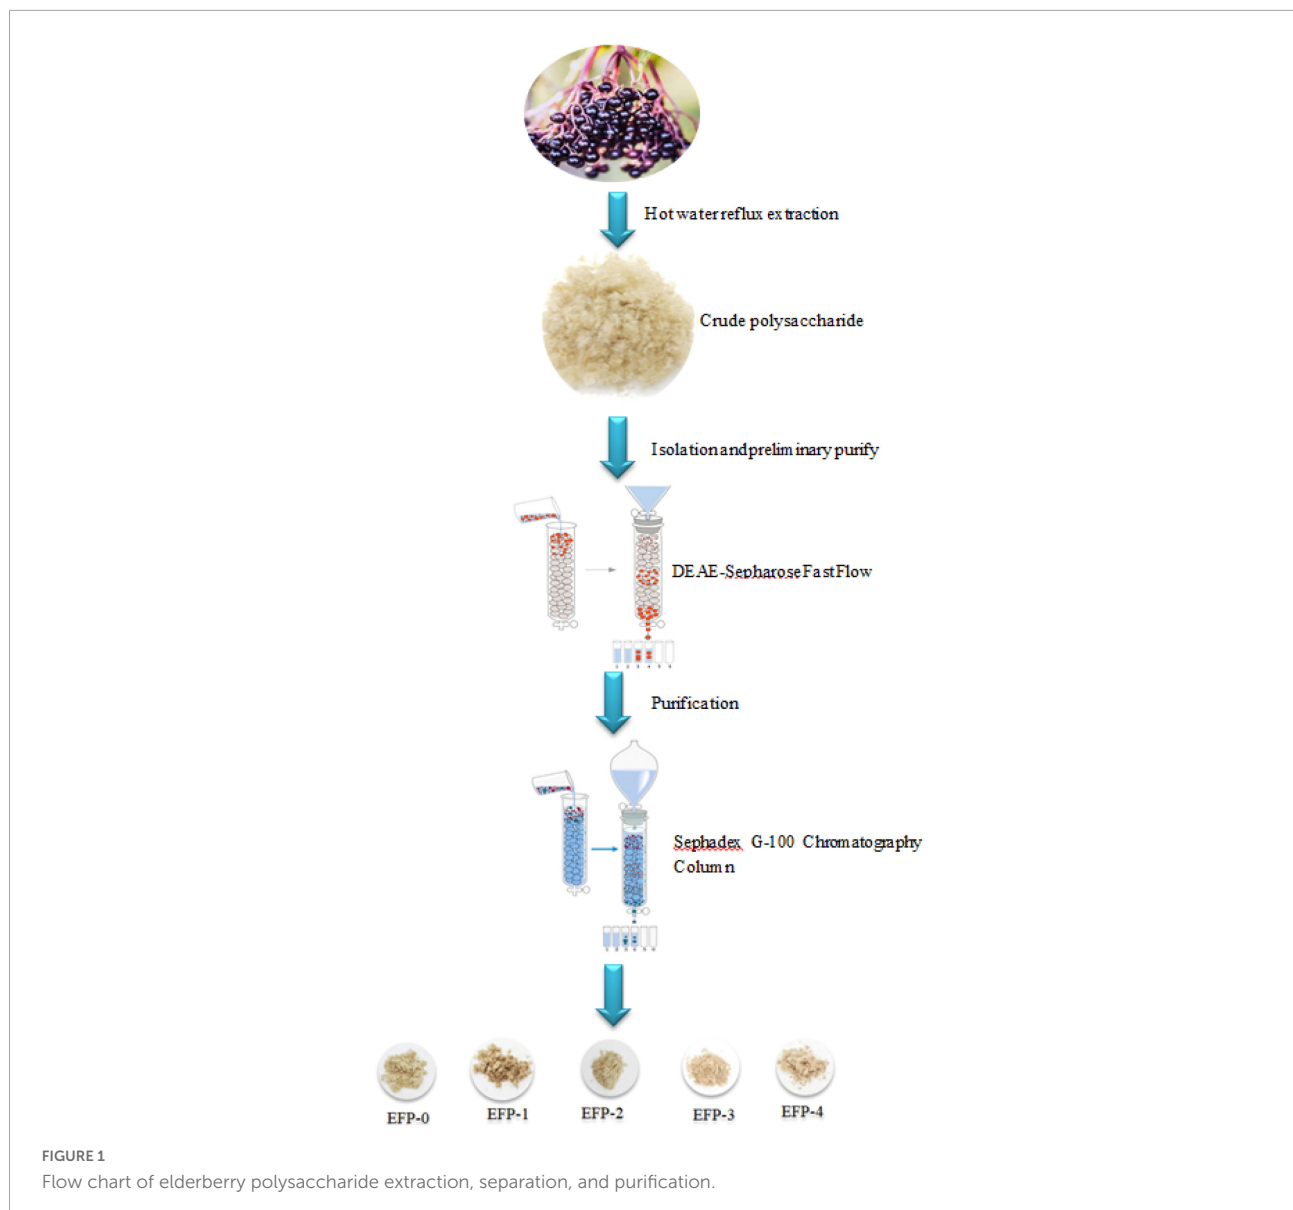 Hot water reflux extraction
Crude polysaccharide
Isolation and preliminary purify
DEAE-Sepharose Fast Flow
Purification
Sephadex G-100 Chromatography
Column
EFP-0
EFP-1
EFP-2
EFP-3
EFP-4
FIGURE 1
Flow chart of elderberry polysaccharide extraction, separation, and purification.